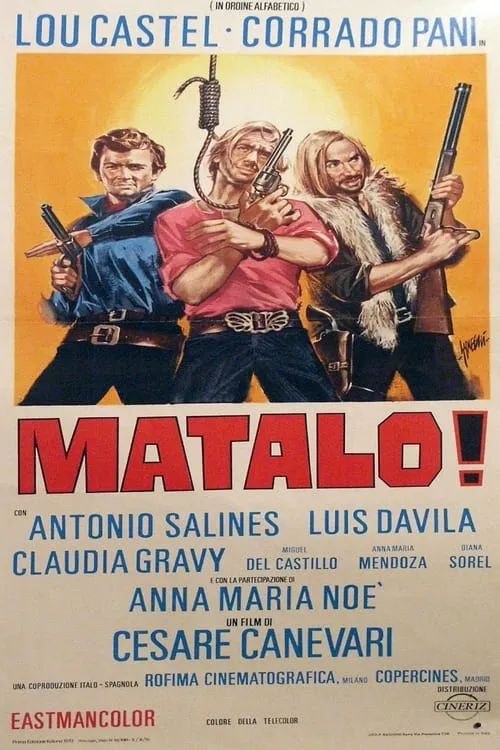 ( IN ORDINE ALFABETICO )
LOU CASTEL · CORRADO PANI IN
MATALO!
CON
ANTONIO SALINES LUIS DAVILA
CLAUDIA GRAVY MIGUEL DEL CASTILLO ANNA MARIA MENDOZA DIANA SOREL
E CON LA PARTECIPAZIONE DI
ANNA MARIA NOE`
UN FILM DI
CESARE CANEVARI
UNA COPRODUZIONE ITALO - SPAGNOLA ROFIMA CINEMATOGRAFICA, MILANO COPERCINES, MADRID
DISTRIBUZIONE
CINERIZ
EASTMANCOLOR COLORE DELLA TELECOLOR